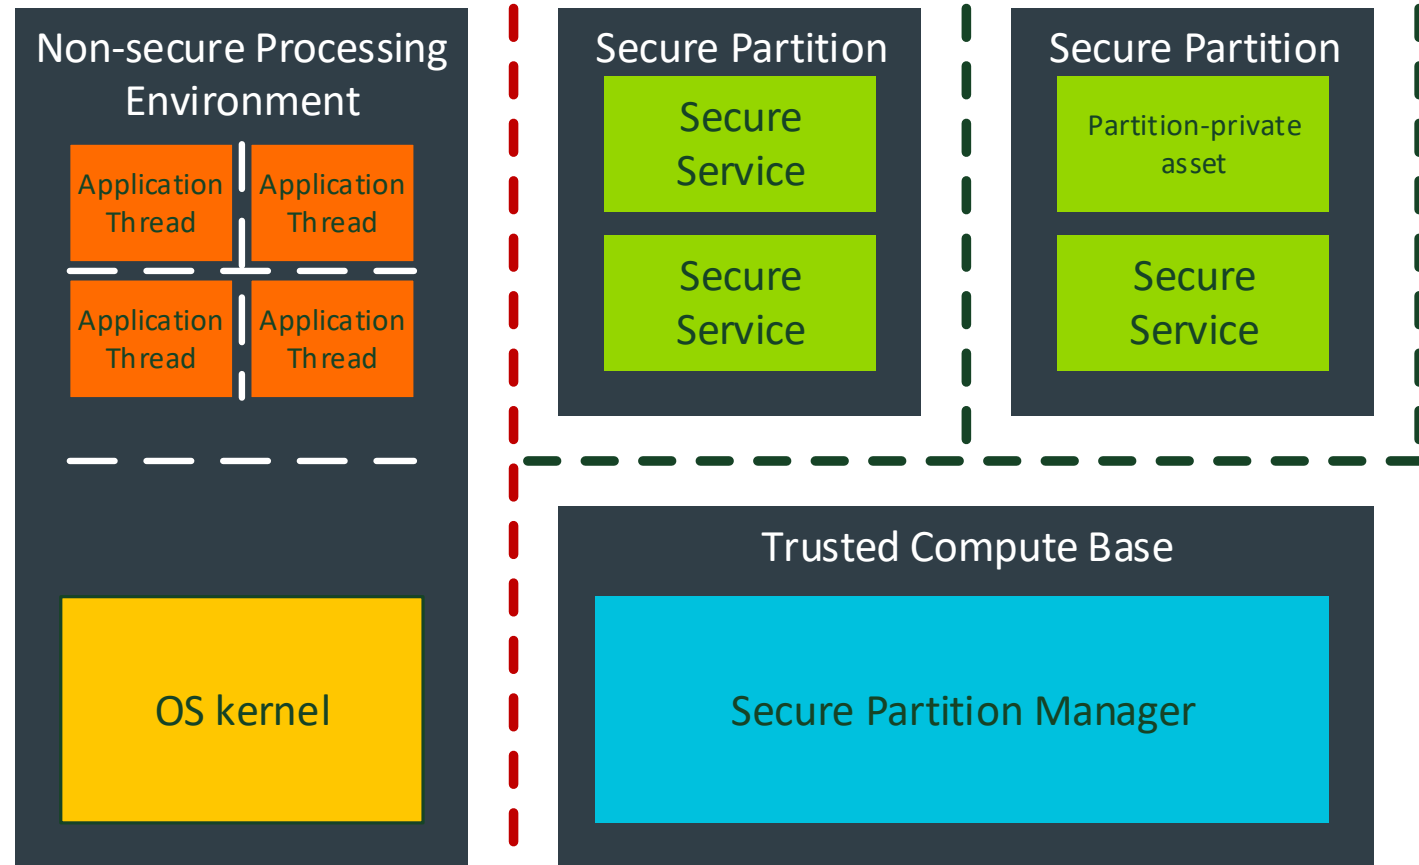 Non-secure Processing
Environment
Application
Thread
Application
Thread
Application
Thread
Application
Thread
OS kernel
Secure Partition
Secure
Service
Secure
Service
Secure Partition
Partition-private
asset
Secure
Service
Trusted Compute Base
Secure Partition Manager